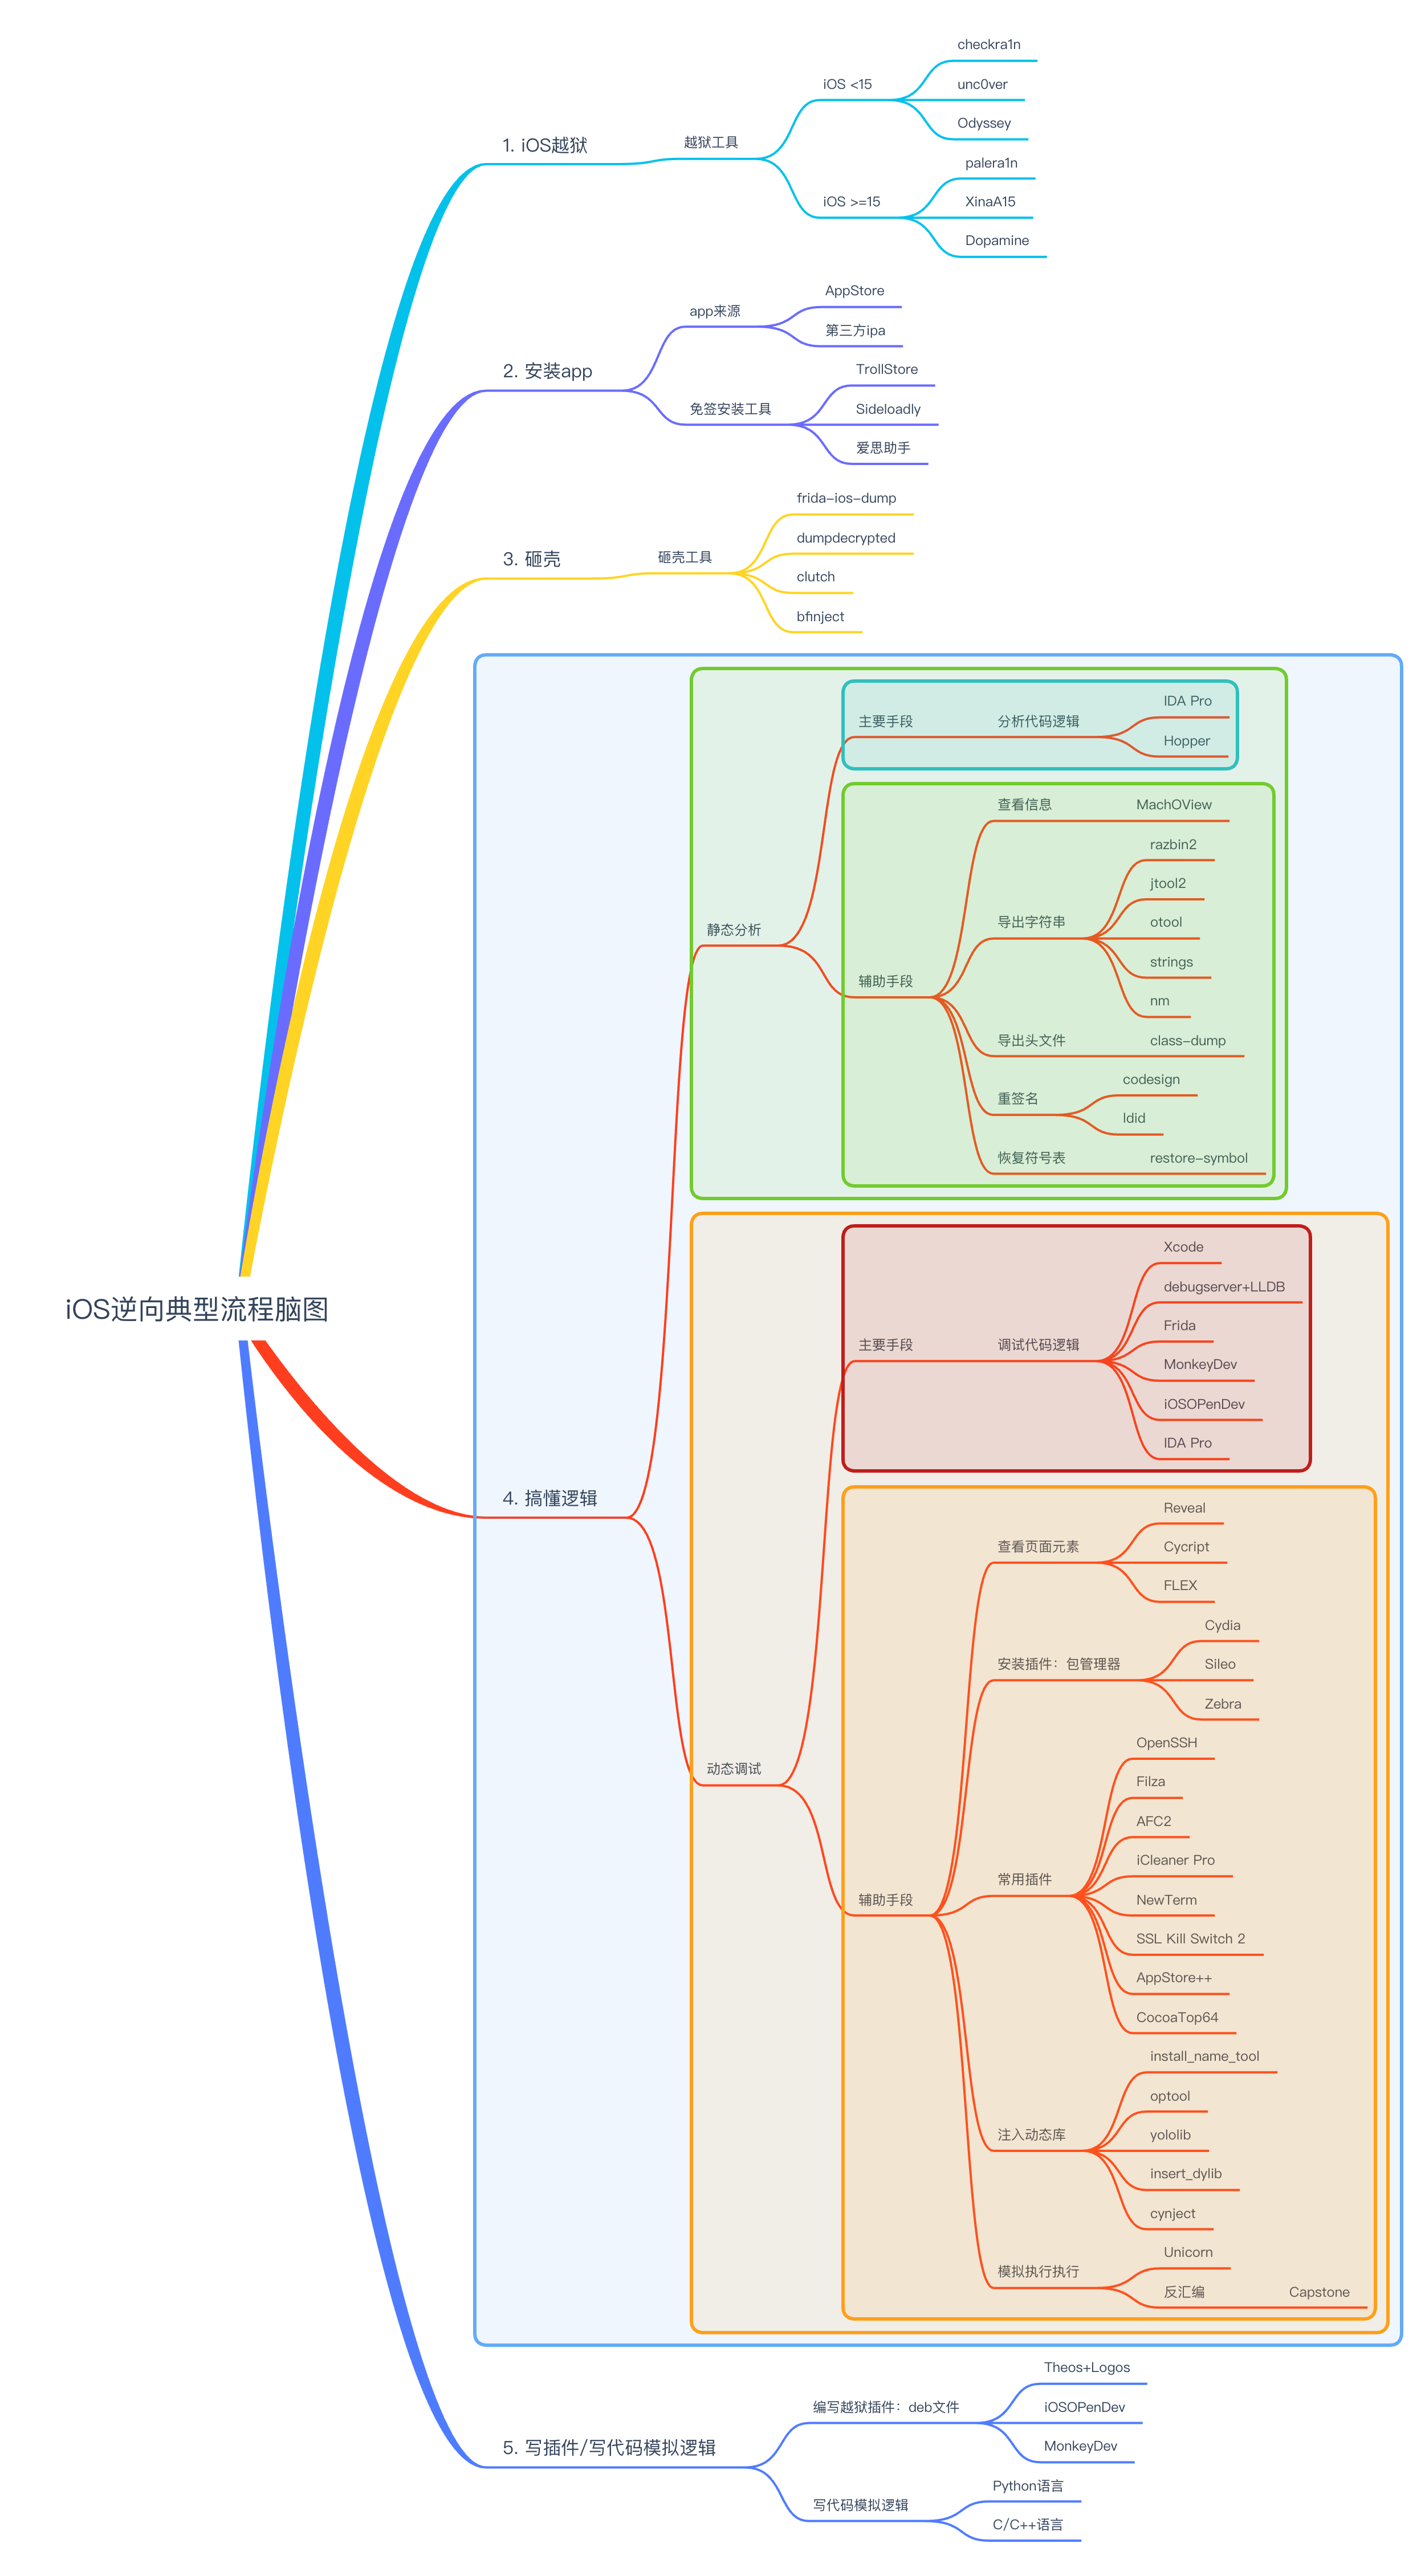 iOS逆向典型流程脑图
1. iOS越狱
越狱工具
iOS <15
checkra1n
unc0ver
Odyssey
iOS >=15
palera1n
XinaA15
Dopamine
2. 安装app
app来源
AppStore
第三方ipa
免签安装工具
TrollStore
Sideloadly
爱思助手
3. 砸壳
砸壳工具
frida-ios-dump
dumpdecrypted
clutch
bfinject
4. 搞懂逻辑
静态分析
主要手段
分析代码逻辑
IDA Pro
Hopper
辅助手段
查看信息
MachOView
导出字符串
razbin2
jtool2
otool
strings
nm
导出头文件
class-dump
重签名
codesign
ldid
恢复符号表
restore-symbol
动态调试
主要手段
调试代码逻辑
Xcode
debugserver+LLDB
Frida
MonkeyDev
iOSOPenDev
IDA Pro
辅助手段
查看页面元素
Reveal
Cycript
FLEX
安装插件：包管理器
Cydia
Sileo
Zebra
常用插件
OpenSSH
Filza
AFC2
iCleaner Pro
NewTerm
SSL Kill Switch 2
AppStore++
CocoaTop64
注入动态库
install_name_tool
optool
yololib
insert_dylib
cynject
模拟执行执行
Unicorn
反汇编
Capstone
5. 写插件/写代码模拟逻辑
编写越狱插件：deb文件
Theos+Logos
iOSOPenDev
MonkeyDev
写代码模拟逻辑
Python语言
C/C++语言